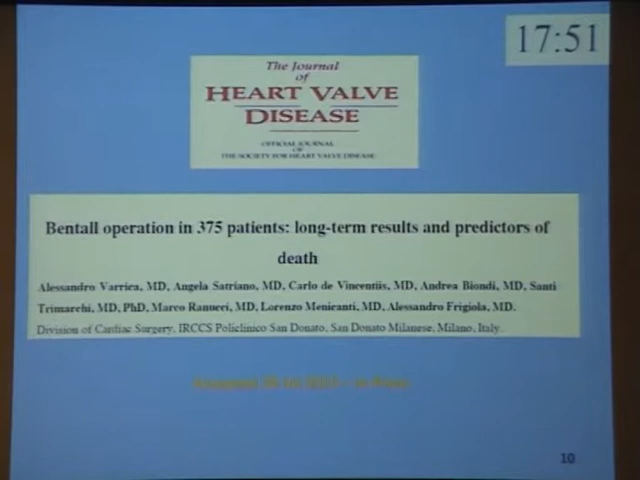 17:51
The Journal
of
HEART VALVE
DISEASE
OFFICIAL JOURNAL
OF
THE SOCIETY FOR HEART VALVE DISEASE
Bentall operation in 375 patients: long-term results and predictors of
death
Alessandro Varrica, MD, Angela Satriano, MD, Carlo de Vincentiis, MD, Andrea Biondi, MD, Santi
Trimarchi, MD, PhD, Marco Ranucci, MD, Lorenzo Menicanti, MD, Alessandro Frigiola, MD.
Division of Cardiac Surgery, IRCCS Policlinico San Donato, San Donato Milanese, Milano, Italy.
10